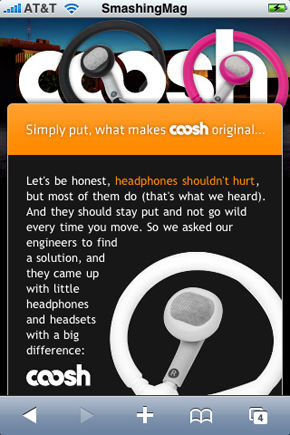 AT&T SmashingMag
coosh
Simply put, what makes coosh original...
Let's be honest, headphones shouldn't hurt,
but most of them do (that's what we heard).
And they should stay put and not go wild
every time you move. So we asked our
engineers to find
a solution, and
they came up
with little
headphones
and headsets
with a big
difference:
coosh
R
4